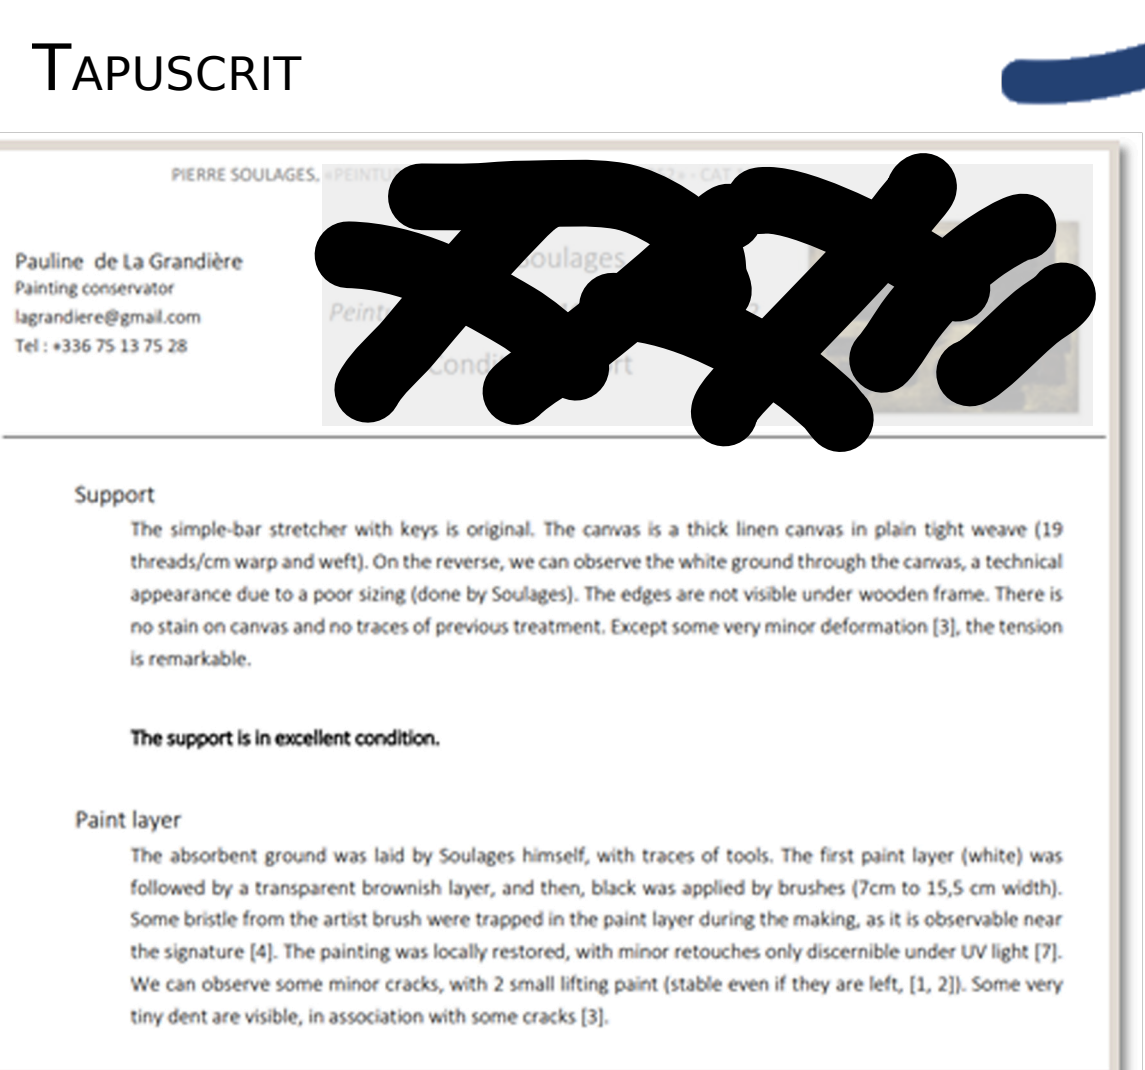 TAPUSCRIT
PIERRE SOULAGES, «PEINTU 52» - CAT
Pauline de La Grandière
Painting conservator
lagrandiere@gmail.com
Tel : +336 75 13 75 28
Soulages
Peint
Condi rt
Support
The simple-bar stretcher with keys is original. The canvas is a thick linen canvas in plain tight weave (19
threads/cm warp and weft). On the reverse, we can observe the white ground through the canvas, a technical
appearance due to a poor sizing (done by Soulages). The edges are not visible under wooden frame. There is
no stain on canvas and no traces of previous treatment. Except some very minor deformation [3], the tension
is remarkable.
The support is in excellent condition.
Paint layer
The absorbent ground was laid by Soulages himself, with traces of tools. The first paint layer (white) was
followed by a transparent brownish layer, and then, black was applied by brushes (7cm to 15,5 cm width).
Some bristle from the artist brush were trapped in the paint layer during the making, as it is observable near
the signature [4]. The painting was locally restored, with minor retouches only discernible under UV light [7].
We can observe some minor cracks, with 2 small lifting paint (stable even if they are left, [1, 2]). Some very
tiny dent are visible, in association with some cracks [3].